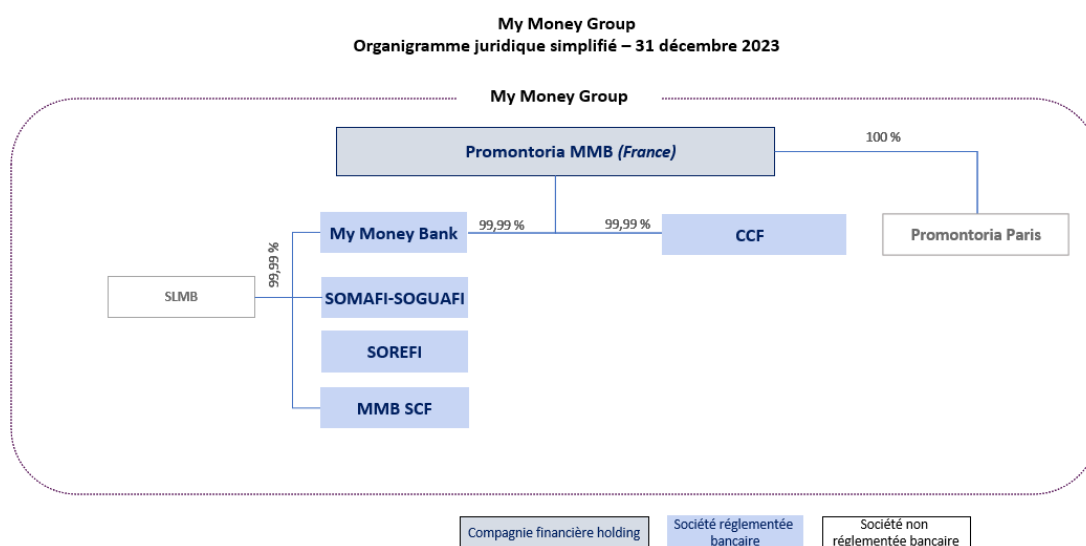 My Money Group
Organigramme juridique simplifié – 31 décembre 2023
My Money Group
Promontoria MMB (France)
100 %
My Money Bank
99,99 %
99,99 %
CCF
Promontoria Paris
99,99 %
SLMB
SOMAFI-SOGUAFI
SOREFI
MMB SCF
Compagnie financière holding
Société réglementée
bancaire
Société non
réglementée bancaire